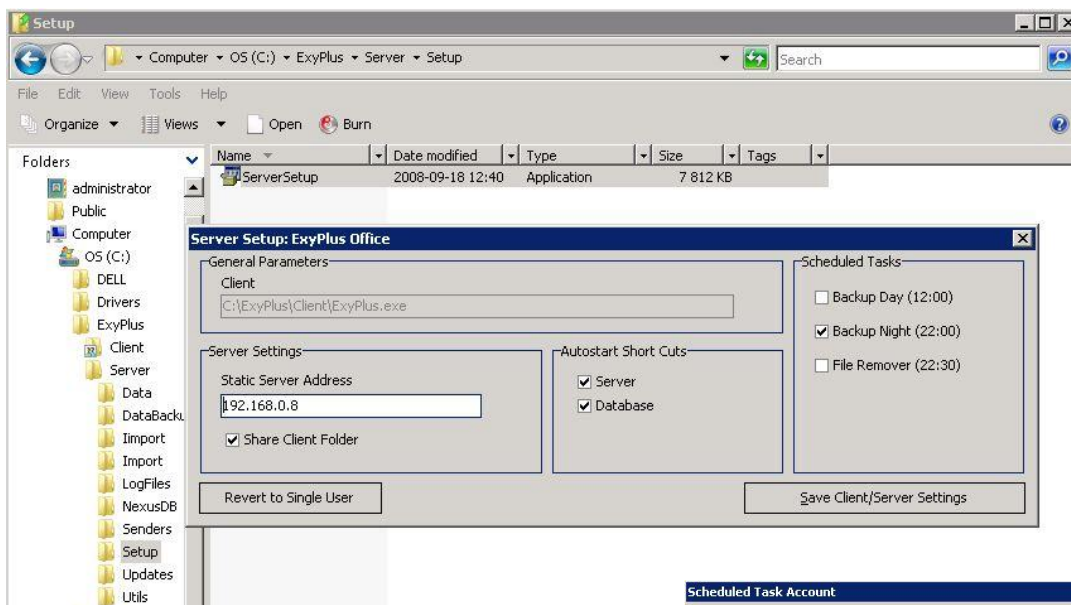 Setup
Computer OS (C:) ExyPlus Server Setup
Search
File Edit View Tools Help
Organize Views Open Burn
Folders
Name Date modified Type Size Tags
ServerSetup 2008-09-18 12:40 Application 7 812 KB
administrator
Public
Computer
OS (C:)
DELL
Drivers
ExyPlus
Client
Server
Data
DataBacku
Iimport
Import
LogFiles
NexusDB
Senders
Setup
Updates
Utils
Server Setup: ExyPlus Office
General Parameters
Client
C:\ExyPlus\Client\ExyPlus.exe
Server Settings
Static Server Address
192.168.0.8
Share Client Folder
Autostart Short Cuts
Server
Database
Scheduled Tasks
Backup Day (12:00)
Backup Night (22:00)
File Remover (22:30)
Revert to Single User
Save Client/Server Settings
Scheduled Task Account